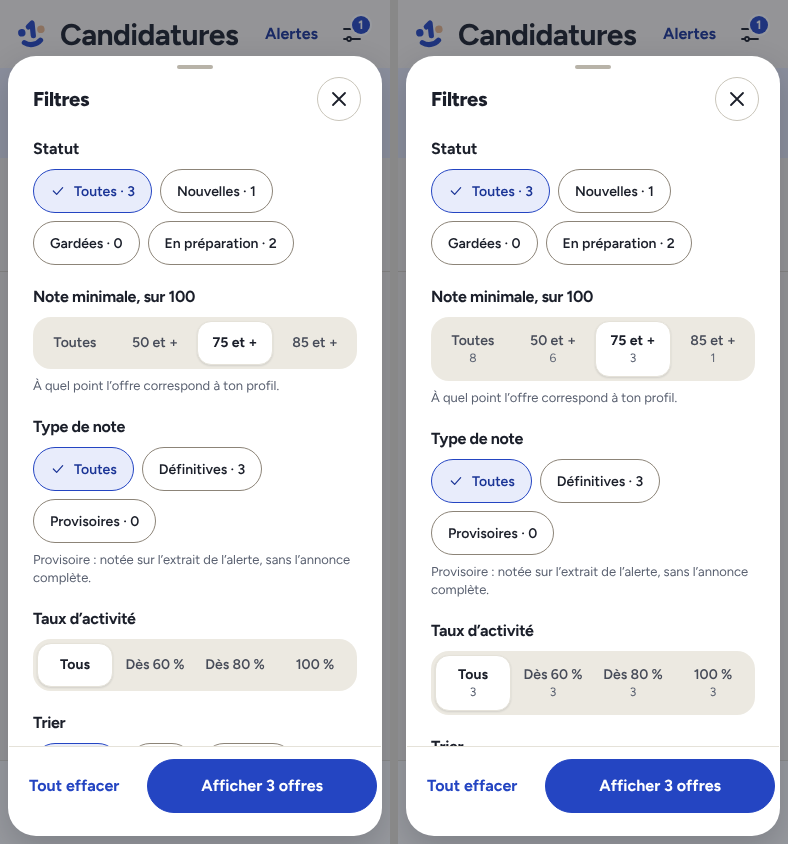 Candidatures Alertes 1
Filtres
Statut
Toutes · 3 Nouvelles · 1
Gardées · 0 En préparation · 2
Note minimale, sur 100
Toutes 50 et + 75 et + 85 et +
À quel point l’offre correspond à ton profil.
Type de note
Toutes Définitives · 3
Provisoires · 0
Provisoire : notée sur l’extrait de l’alerte, sans l’annonce
complète.
Taux d’activité
Tous Dès 60 % Dès 80 % 100 %
Trier
Tout effacer Afficher 3 offres
Candidatures Alertes 1
Filtres
Statut
Toutes · 3 Nouvelles · 1
Gardées · 0 En préparation · 2
Note minimale, sur 100
Toutes 50 et + 75 et + 85 et +
8 6 3 1
À quel point l’offre correspond à ton profil.
Type de note
Toutes Définitives · 3
Provisoires · 0
Provisoire : notée sur l’extrait de l’alerte, sans l’annonce
complète.
Taux d’activité
Tous Dès 60 % Dès 80 % 100 %
3 3 3 3
Trier
Tout effacer Afficher 3 offres